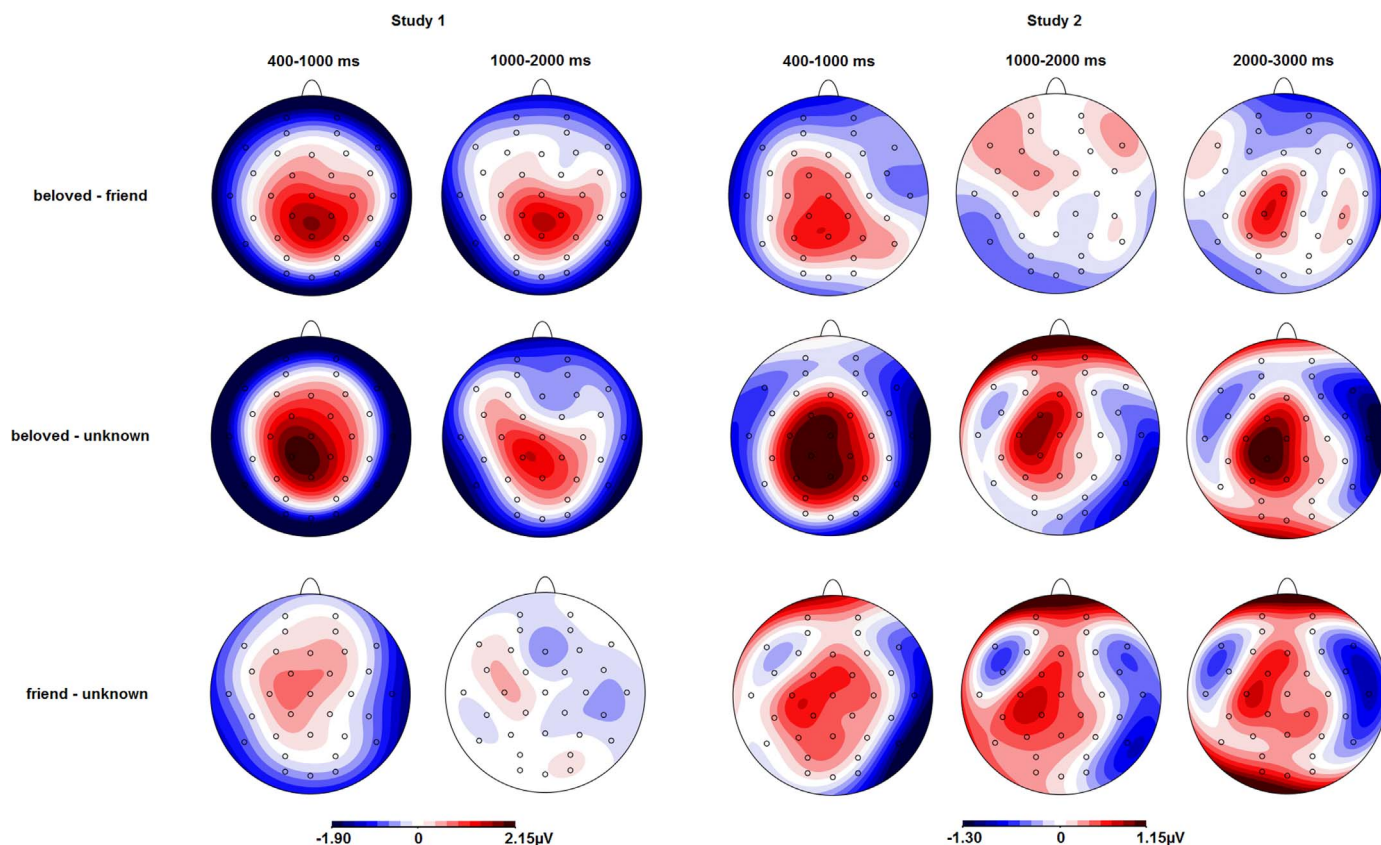 Study 1 Study 2
400-1000 ms 1000-2000 ms 400-1000 ms 1000-2000 ms 2000-3000 ms
beloved - friend
beloved - unknown
friend - unknown
-1.90 0 2.15µV -1.30 0 1.15µV